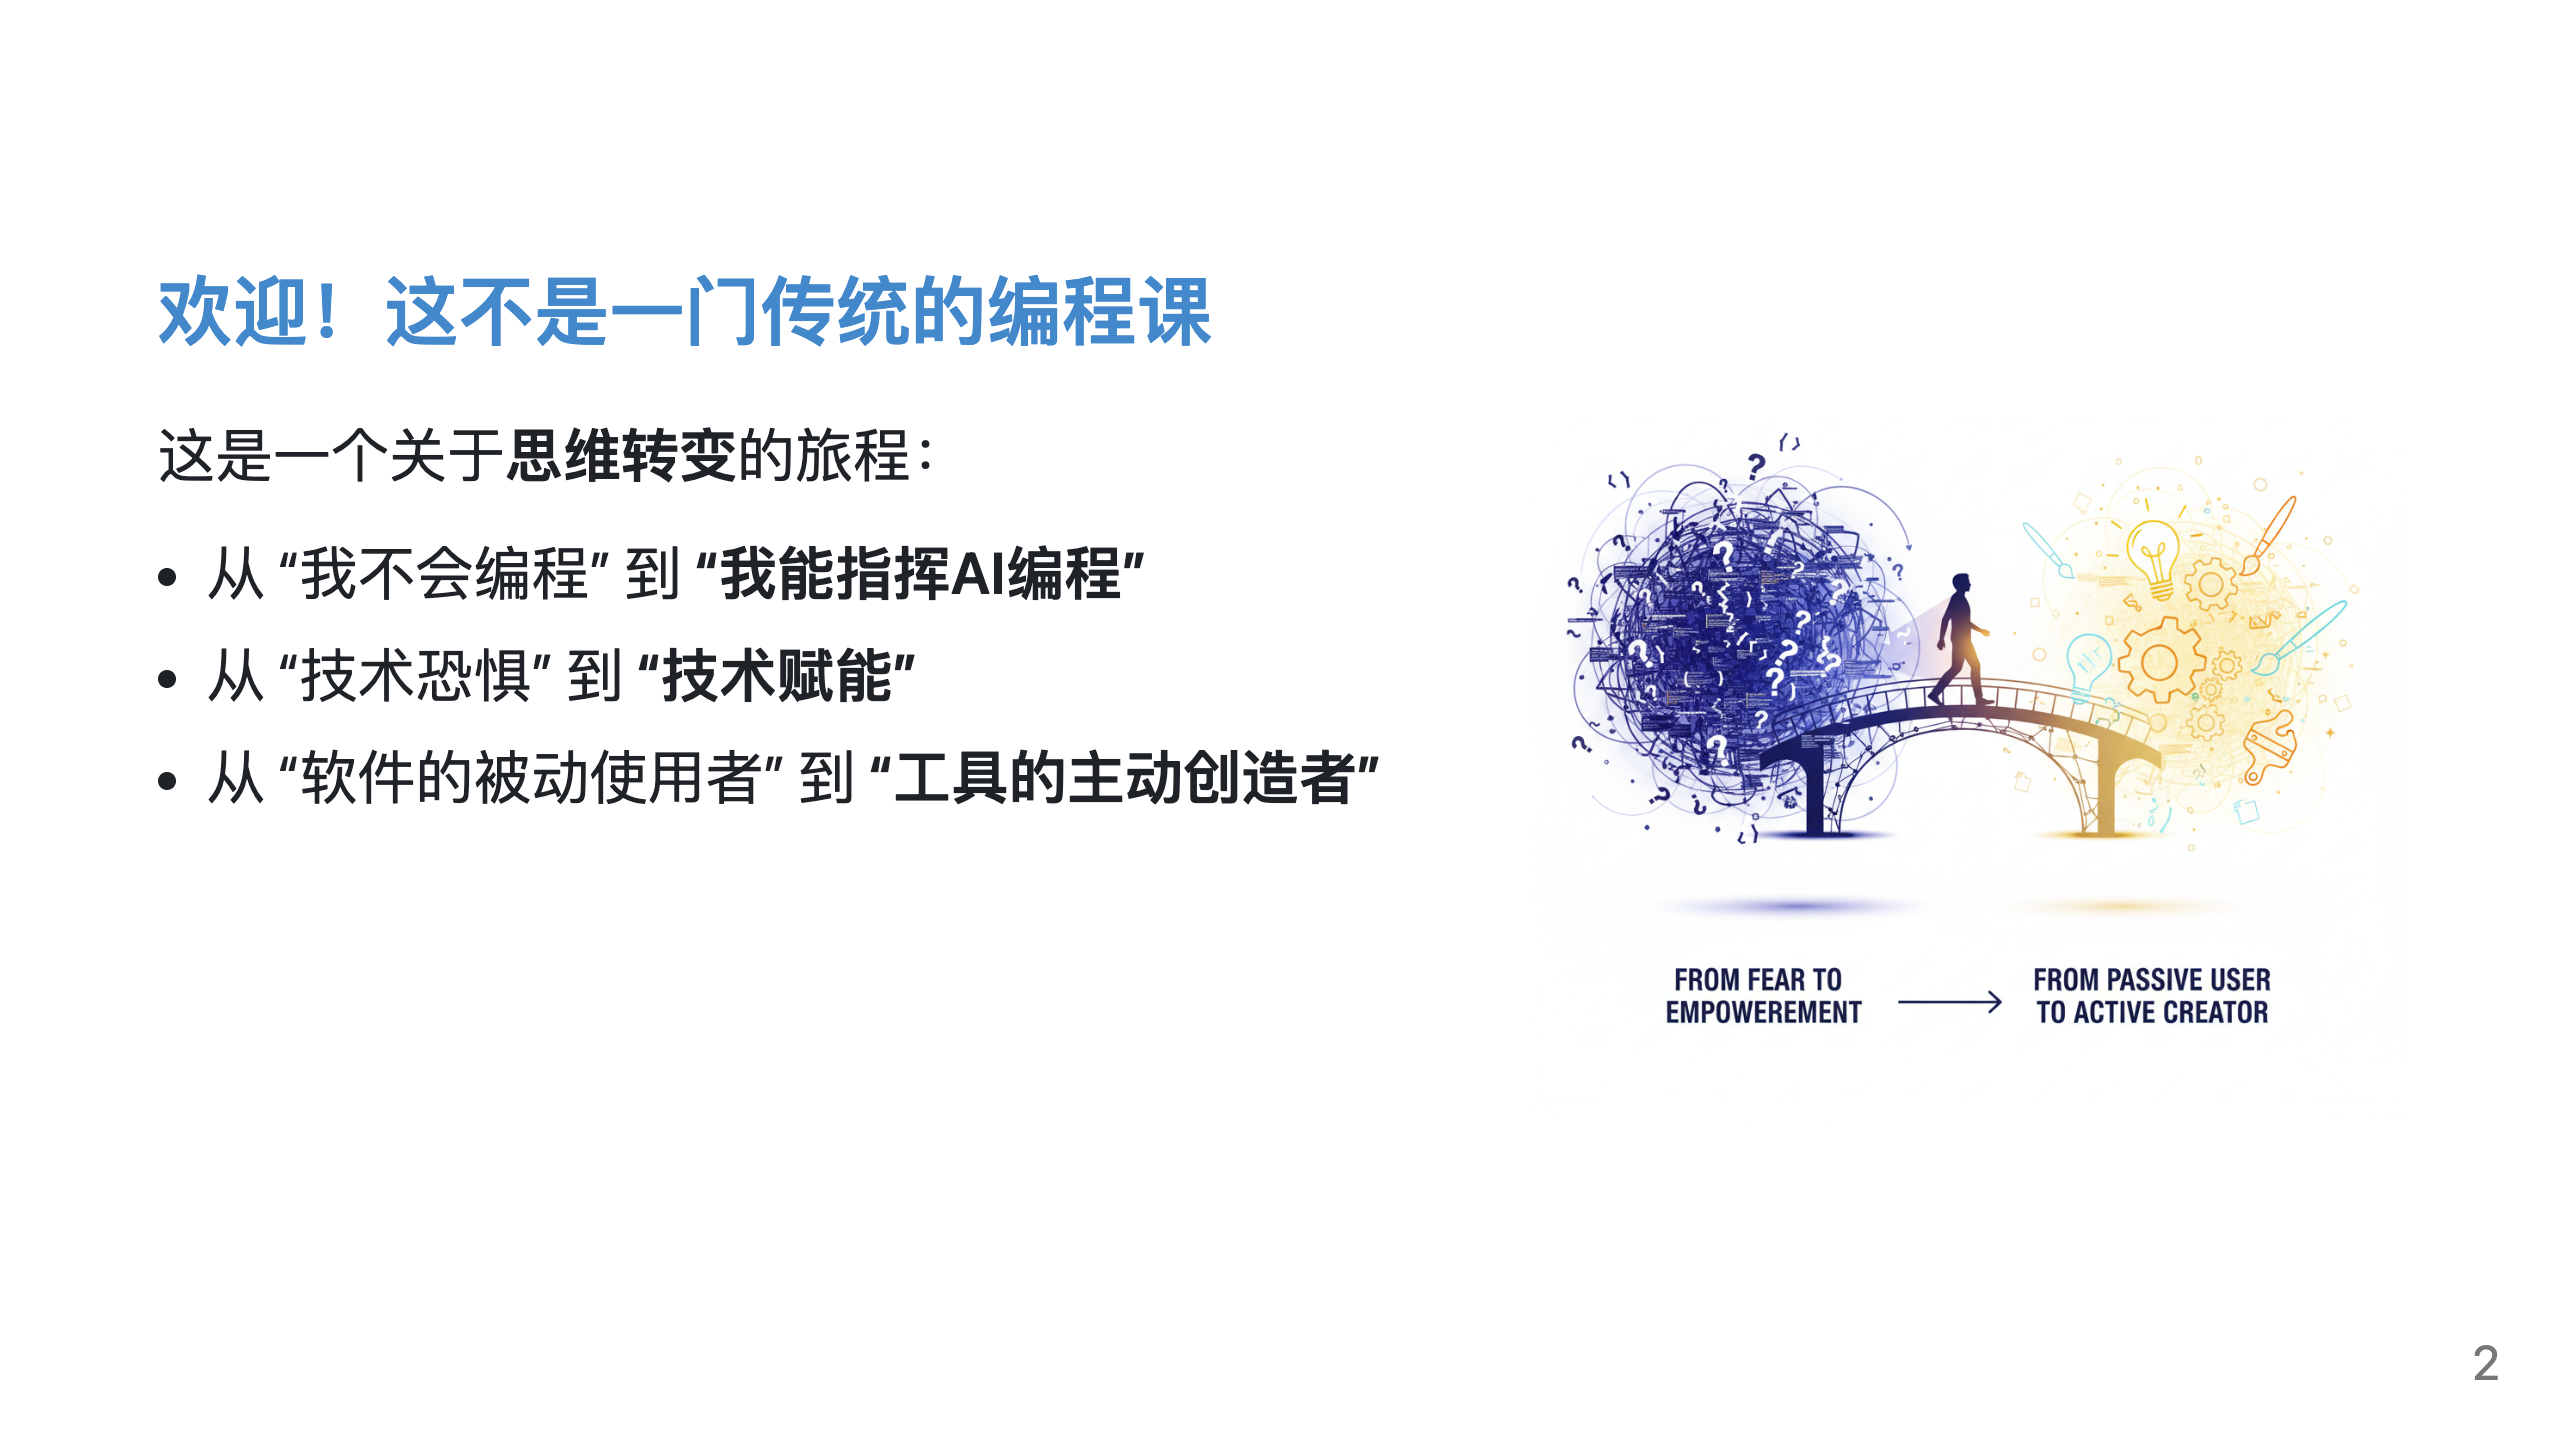 欢迎！这不是一门传统的编程课
这是一个关于思维转变的旅程：
• 从 “我不会编程” 到 “我能指挥AI编程”
• 从 “技术恐惧” 到 “技术赋能”
• 从 “软件的被动使用者” 到 “工具的主动创造者”
FROM FEAR TO
EMPOWEREMENT
FROM PASSIVE USER
TO ACTIVE CREATOR
2